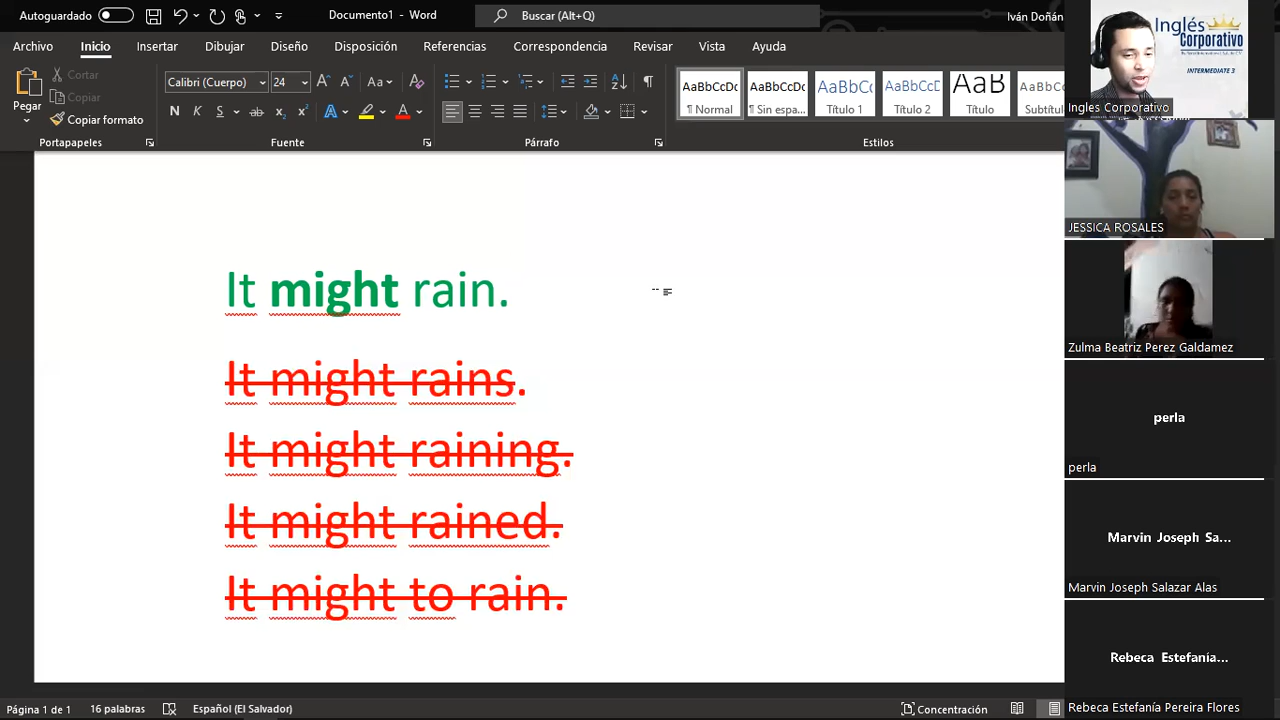 Autoguardado
Documento1 - Word
Buscar (Alt+Q)
Iván Doñán
Archivo Inicio Insertar Dibujar Diseño Disposición Referencias Correspondencia Revisar Vista Ayuda
Pegar
Cortar
Copiar
Copiar formato
Portapapeles
Calibri (Cuerpo) 24
Fuente
Párrafo
AaBbCcDc AaBbCcDc AaBbC AaBbCcD AaB AaBbCcD
¶ Normal ¶ Sin espa... Título 1 Título 2 Título Subtítulo
Estilos
It might rain.
It might rains.
It might raining.
It might rained.
It might to rain.
Página 1 de 1 16 palabras Español (El Salvador) Concentración
Inglés
Corporativo
INTERMEDIATE 3
Ingles Corporativo
JESSICA ROSALES
Zulma Beatriz Perez Galdamez
perla
perla
Marvin Joseph Sa...
Marvin Joseph Salazar Alas
Rebeca Estefanía...
Rebeca Estefanía Pereira Flores